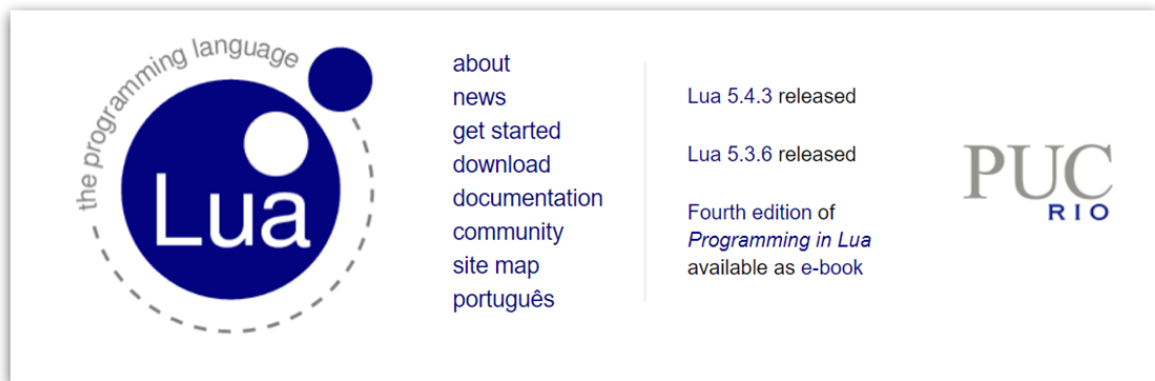 the programming language
Lua
about
news
get started
download
documentation
community
site map
português
Lua 5.4.3 released
Lua 5.3.6 released
Fourth edition of
Programming in Lua
available as e-book
PUC
RIO